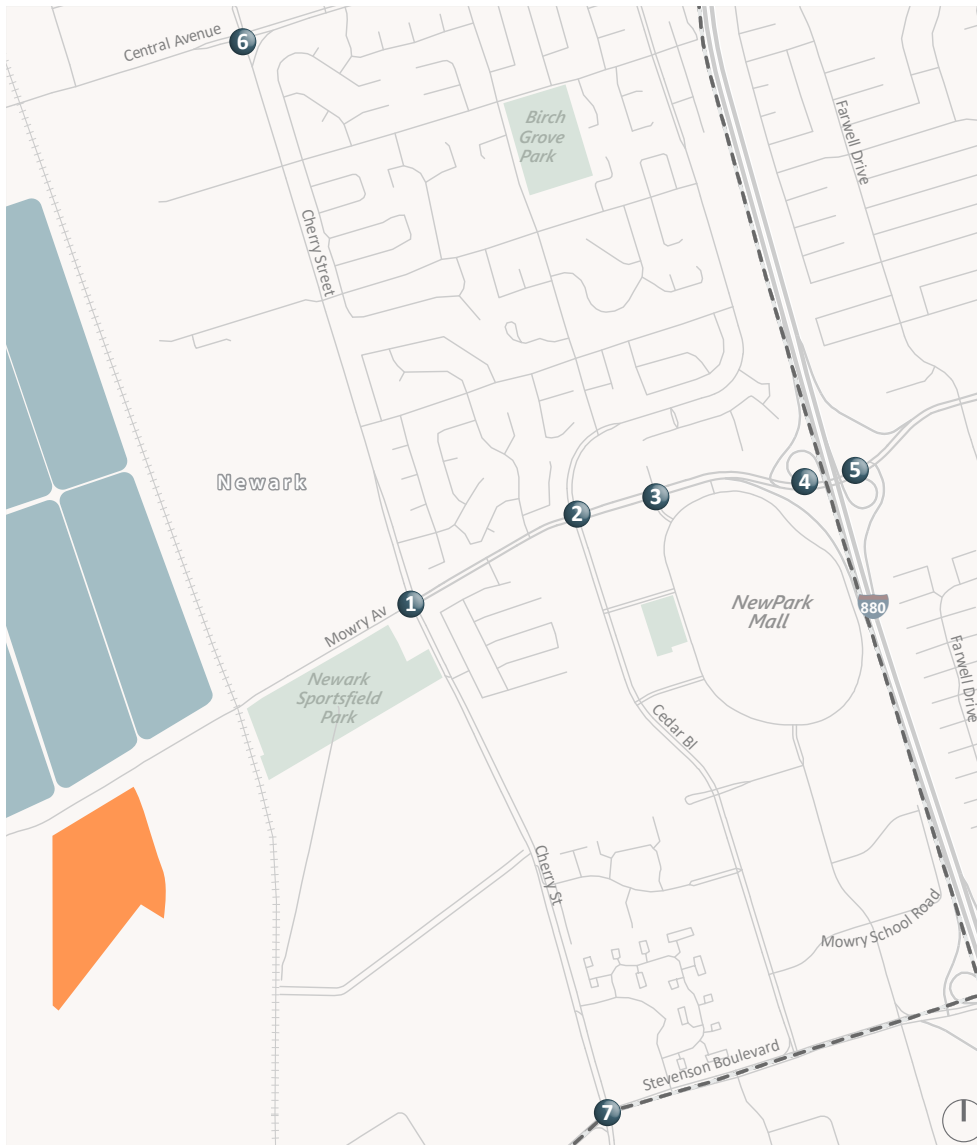 Central Avenue
6
Birch
Grove
Park
Farwell Drive
Cherry Street
Newark
5
4
3
2
1
Mowry Av
NewPark
Mall
880
Farwell Drive
Newark
Sportsfield
Park
Cedar Bl
Cherry St
Mowry School Road
Stevenson Boulevard
7